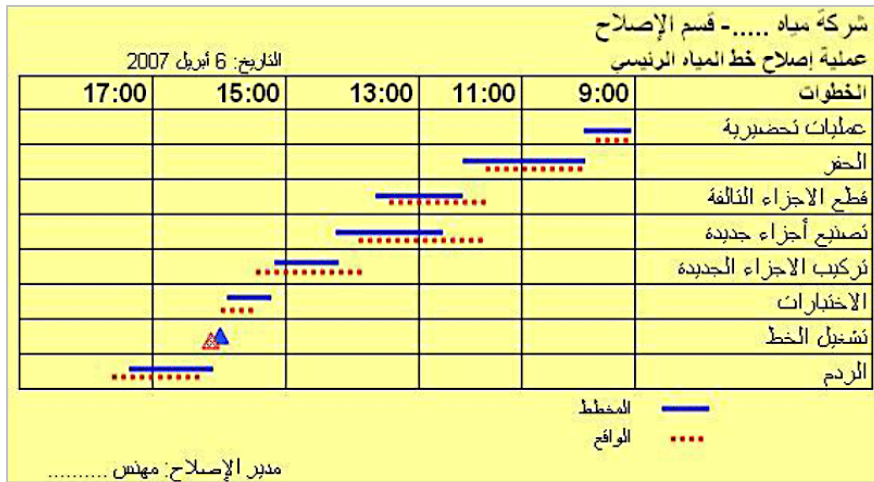 شركة مياه .....- قسم الإصلاح
عملية إصلاح خط المياه الرئيسي
التاريخ: 6 أبريل 2007
الخطوات 9:00 11:00 13:00 15:00 17:00
عمليات تحضيرية
الحفر
قطع الاجزاء التالفة
تصنيع أجزاء جديدة
تركيب الاجزاء الجديدة
الاختبارات
تشغيل الخط
الردم
المخطط
الواقع
مدير الإصلاح: مهنس ..........